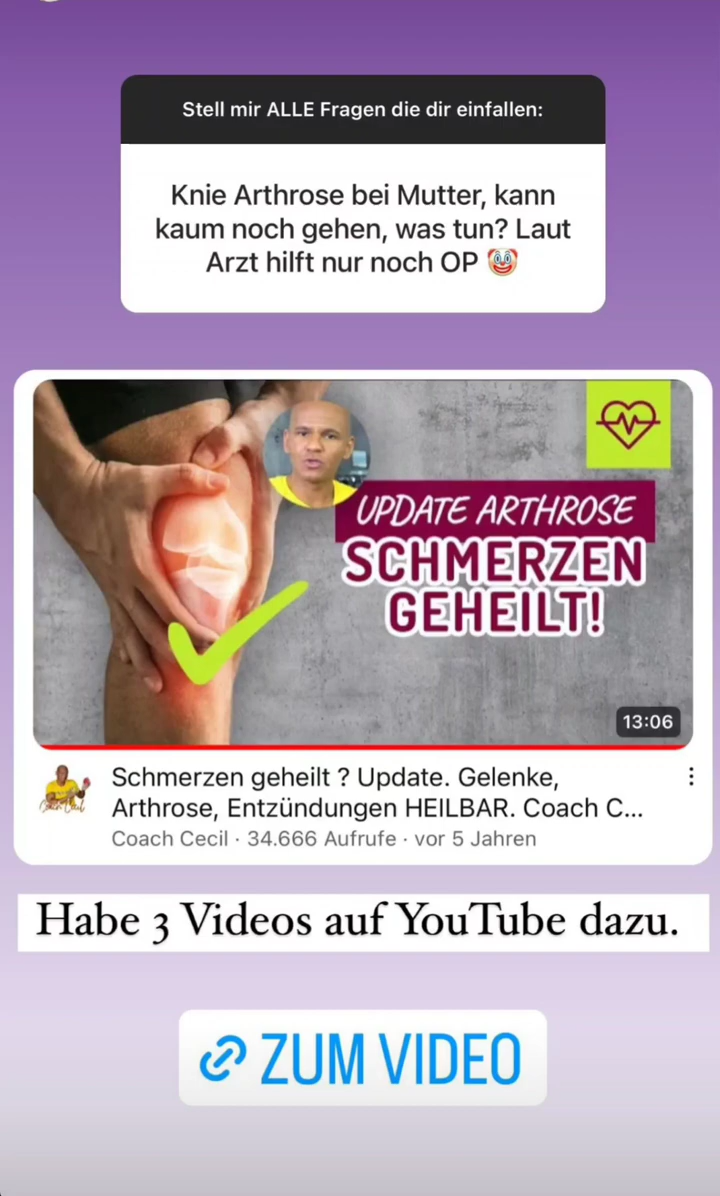 Stell mir ALLE Fragen die dir einfallen:
Knie Arthrose bei Mutter, kann
kaum noch gehen, was tun? Laut
Arzt hilft nur noch OP 🤡
UPDATE ARTHROSE
SCHMERZEN
GEHEILT!
13:06
Schmerzen geheilt ? Update. Gelenke,
Arthrose, Entzündungen HEILBAR. Coach C...
Coach Cecil · 34.666 Aufrufe · vor 5 Jahren
Habe 3 Videos auf YouTube dazu.
ZUM VIDEO